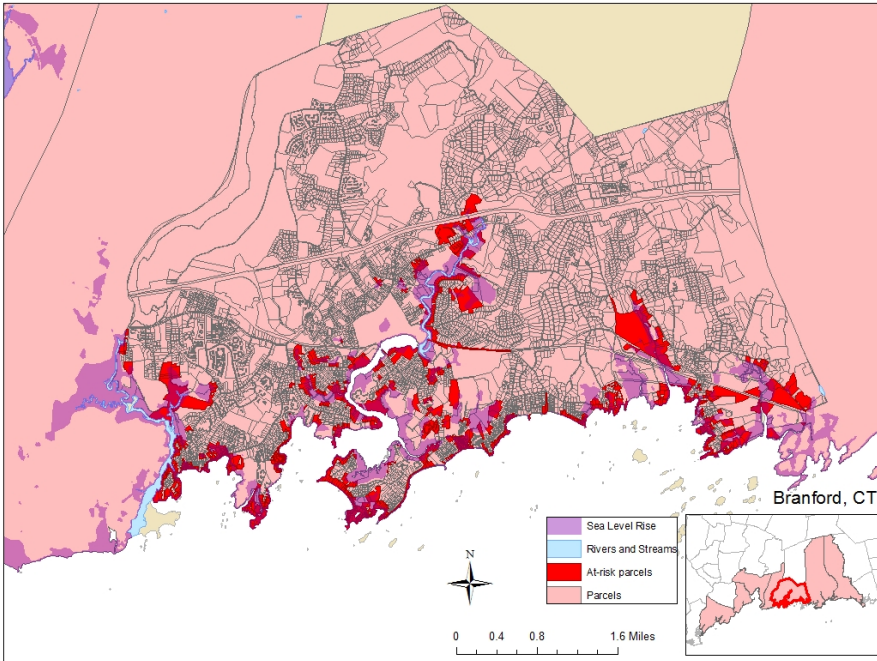 Branford, CT
Sea Level Rise
Rivers and Streams
At-risk parcels
Parcels
N
0 0.4 0.8 1.6 Miles